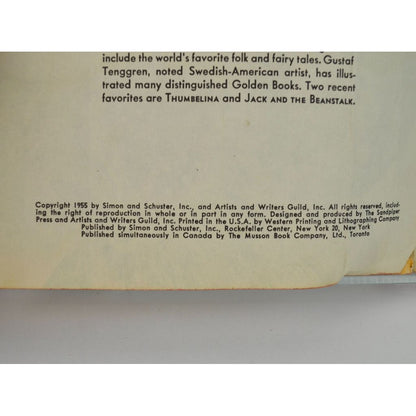 include the world's favorite folk and fairy tales. Gustaf
Tenggren, noted Swedish-American artist, has illus-
trated many distinguished Golden Books. Two recent
favorites are THUMBELINA and JACK AND THE BEANSTALK.
Copyright 1955 by Simon and Schuster, Inc., and Artists and Writers Guild, Inc. All rights reserved, includ-
ing the right of reproduction in whole or in part in any form. Designed and produced by The Sandpiper
Press and Artists and Writers Guild, Inc. Printed in the U.S.A. by Western Printing and Lithographing Company
Published by Simon and Schuster, Inc., Rockefeller Center, New York 20, New York
Published simultaneously in Canada by The Musson Book Company, Ltd., Toronto